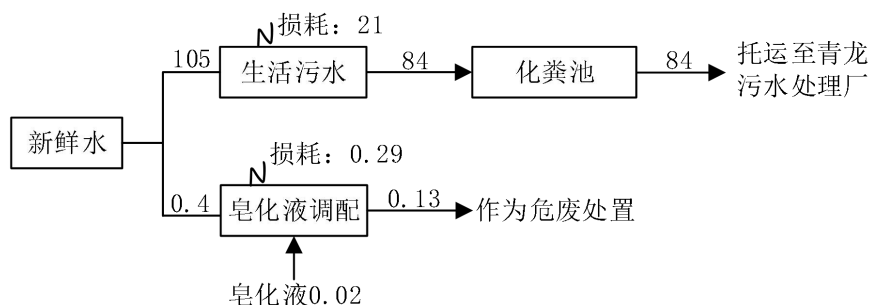 损耗：21
105
生活污水
84
化粪池
84
托运至青龙
污水处理厂
新鲜水
损耗：0.29
0.4
皂化液调配
0.13
作为危废处置
皂化液0.02